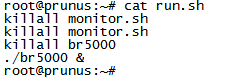 root@prunus:~# cat run.sh
killall monitor.sh
killall monitor.sh
killall br5000
./br5000 &
root@prunus:~#